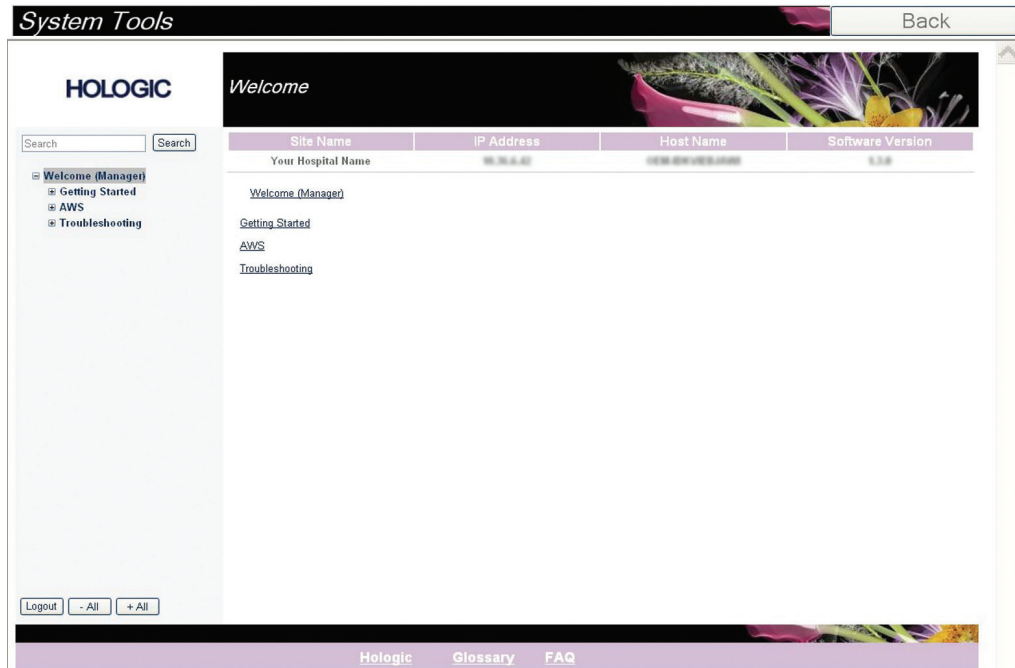 System Tools
Back
HOLOGIC
Welcome
Search
Search
Site Name
IP Address
Host Name
Software Version
Your Hospital Name
Welcome (Manager)
Getting Started
AWS
Troubleshooting
Welcome (Manager)
Getting Started
AWS
Troubleshooting
Logout
- All
+ All
Hologic
Glossary
FAQ